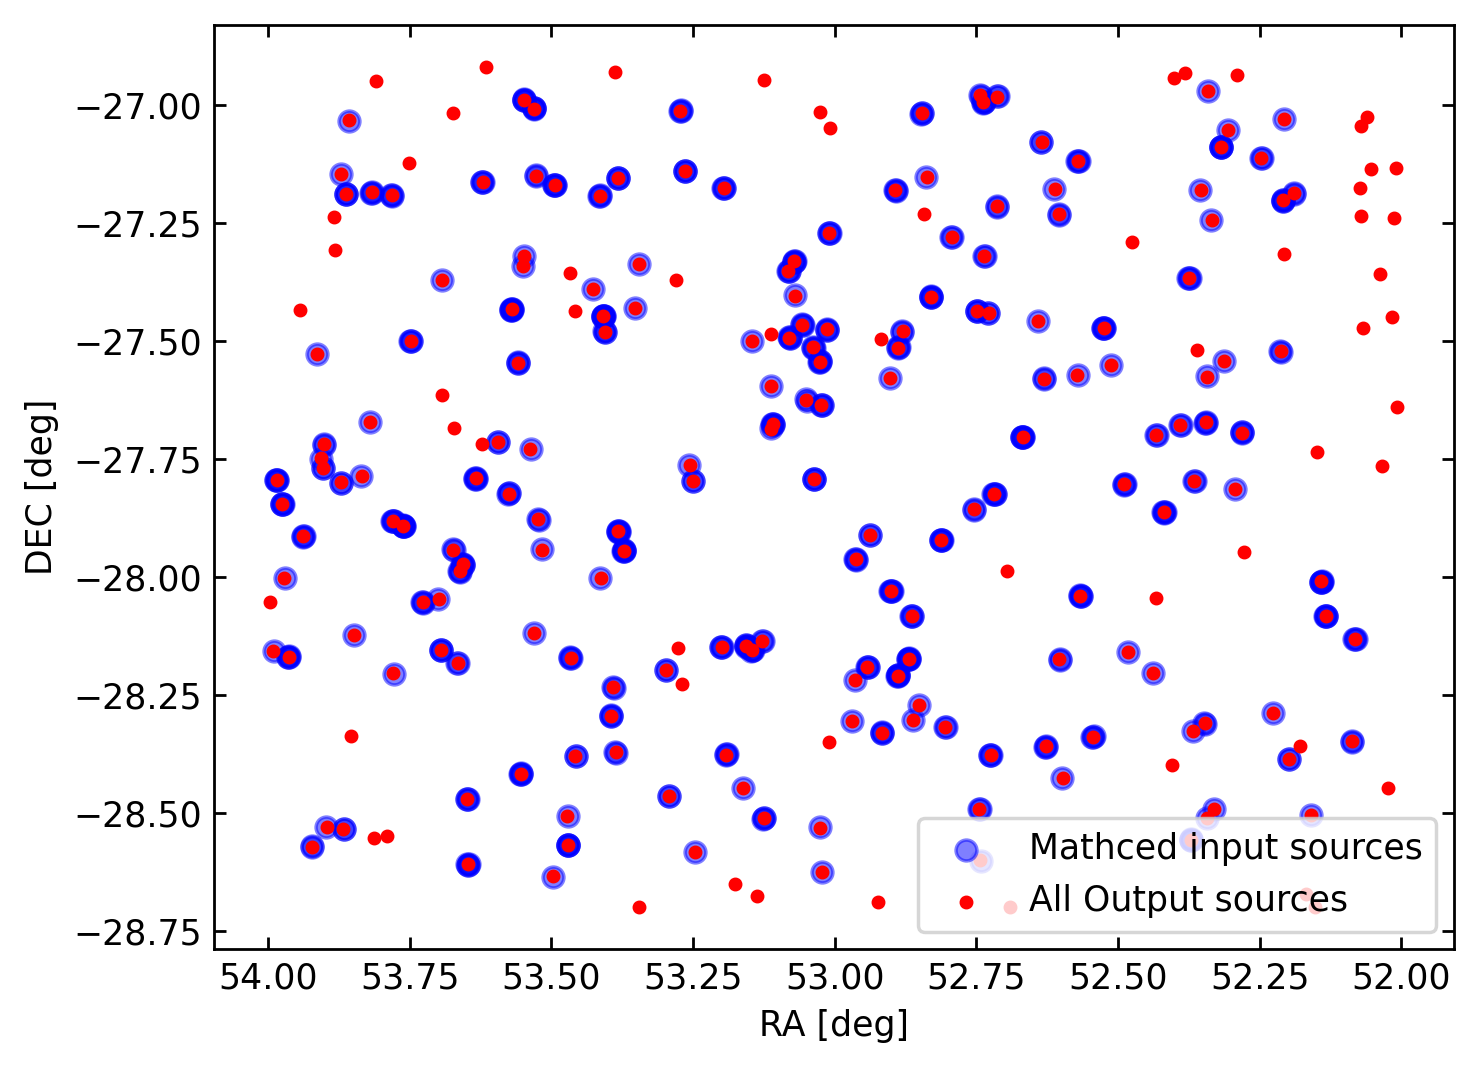 −27.00
−27.25
−27.50
−27.75
−28.00
−28.25
−28.50
−28.75
DEC [deg]
Mathced input sources
All Output sources
54.00 53.75 53.50 53.25 53.00 52.75 52.50 52.25 52.00
RA [deg]